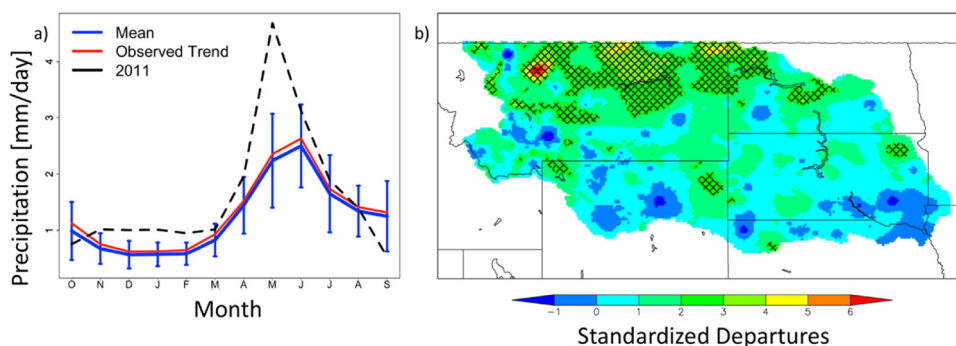 a)
Mean
Observed Trend
2011
Precipitation [mm/day]
4
3
2
1
O N D J F M A M J J A S
Month
b)
-1 0 1 2 3 4 5 6
Standardized Departures